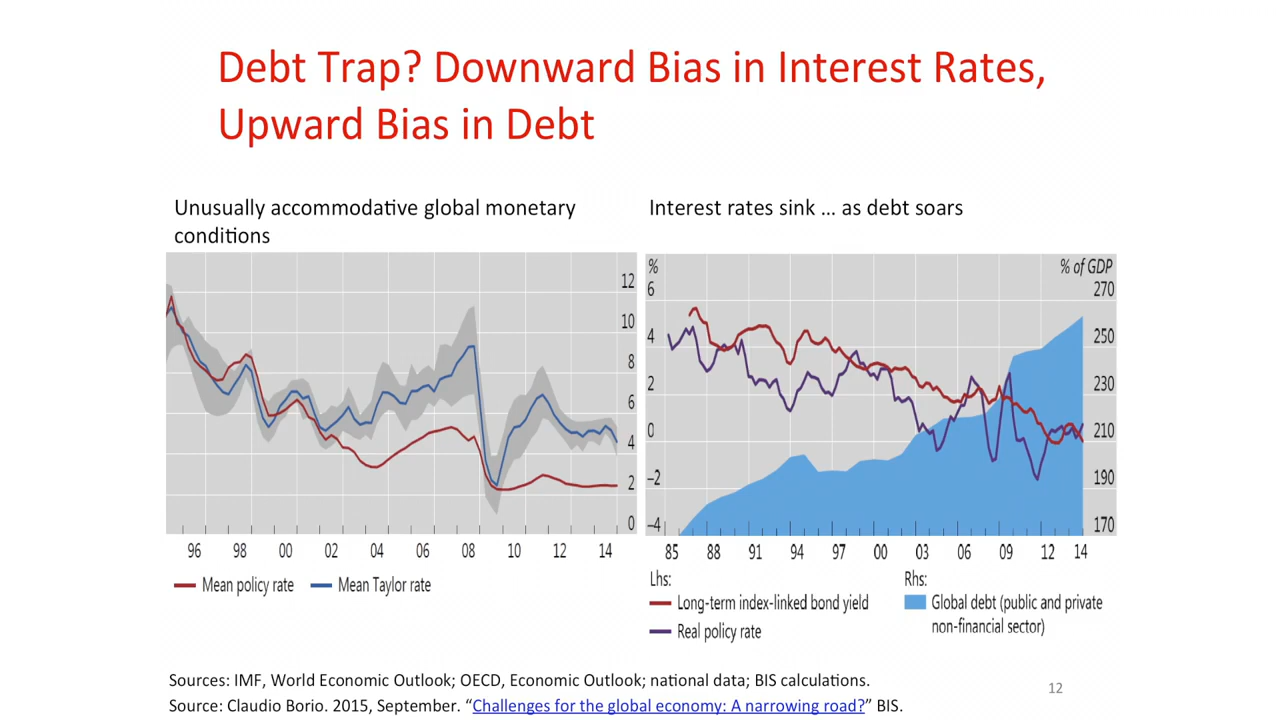 Debt Trap? Downward Bias in Interest Rates,
Upward Bias in Debt
Unusually accommodative global monetary
conditions
12
10
8
6
4
2
0
96 98 00 02 04 06 08 10 12 14
Mean policy rate Mean Taylor rate
Interest rates sink … as debt soars
% % of GDP
6 270
4 250
2 230
0 210
–2 190
–4 170
85 88 91 94 97 00 03 06 09 12 14
Lhs: Rhs:
Long-term index-linked bond yield Global debt (public and private
Real policy rate non-financial sector)
Sources: IMF, World Economic Outlook; OECD, Economic Outlook; national data; BIS calculations.
12
Source: Claudio Borio. 2015, September. “Challenges for the global economy: A narrowing road?” BIS.